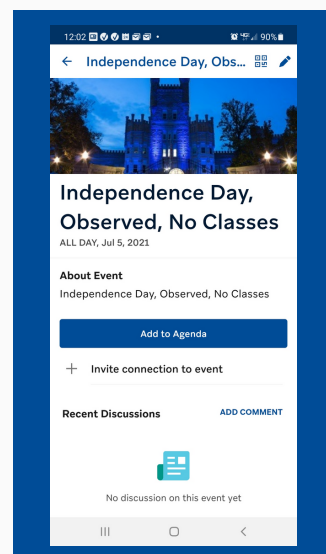 12:02 90%
Independence Day, Obs...
Independence Day,
Observed, No Classes
ALL DAY, Jul 5, 2021
About Event
Independence Day, Observed, No Classes
Add to Agenda
Invite connection to event
Recent Discussions ADD COMMENT
No discussion on this event yet